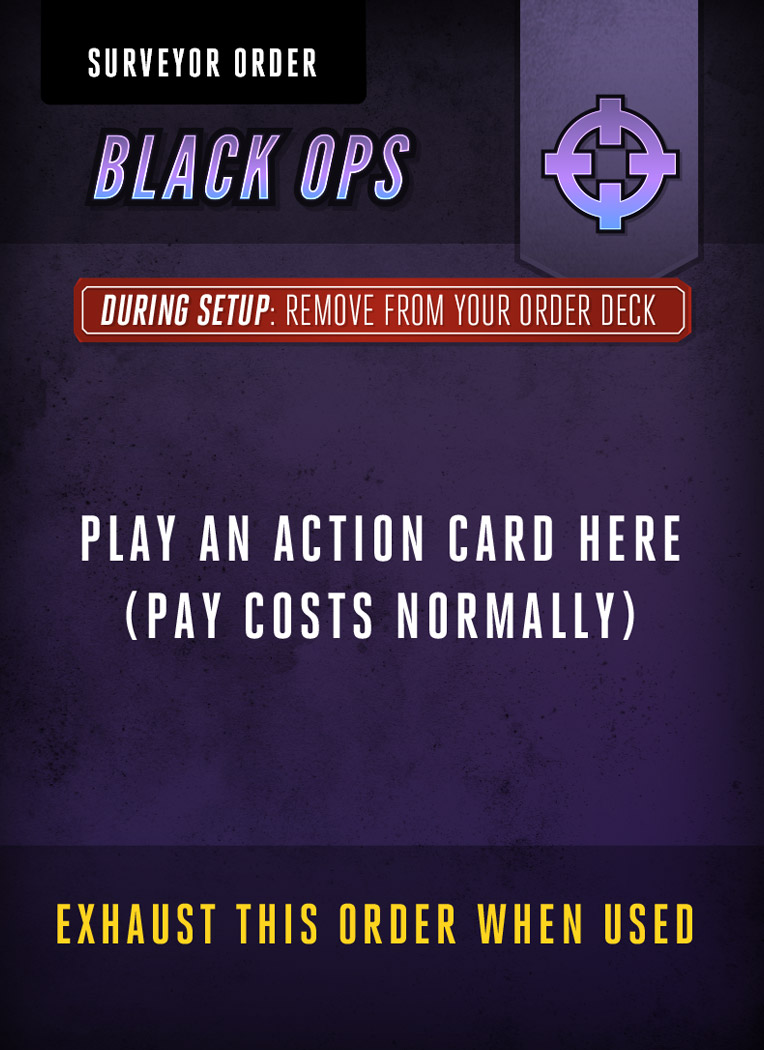 SURVEYOR ORDER
BLACK OPS
DURING SETUP: REMOVE FROM YOUR ORDER DECK
PLAY AN ACTION CARD HERE
(PAY COSTS NORMALLY)
EXHAUST THIS ORDER WHEN USED